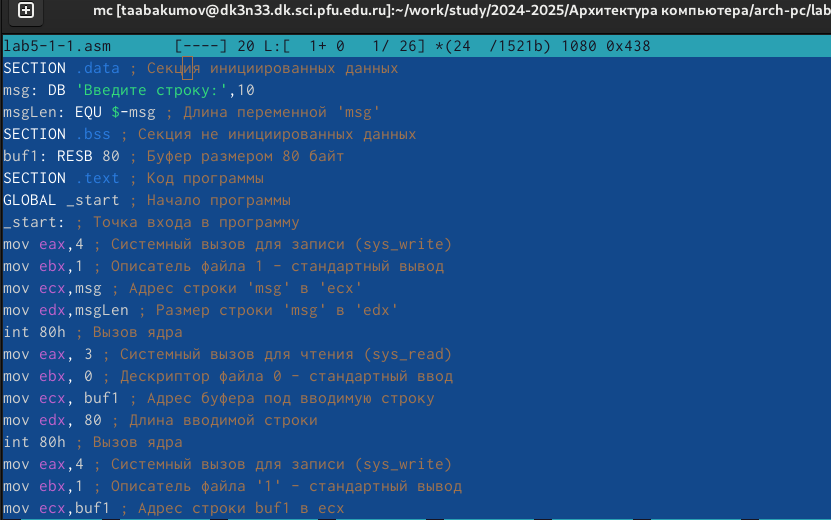 mc [taabakumov@dk3n33.dk.sci.pfu.edu.ru]:~/work/study/2024-2025/Архитектура компьютера/arch-pc/lab
lab5-1-1.asm [----] 20 L:[ 1+ 0 1/ 26] *(24 /1521b) 1080 0x438
SECTION .data ; Секция инициированных данных
msg: DB 'Введите строку:',10
msgLen: EQU $-msg ; Длина переменной 'msg'
SECTION .bss ; Секция не инициированных данных
buf1: RESB 80 ; Буфер размером 80 байт
SECTION .text ; Код программы
GLOBAL _start ; Начало программы
_start: ; Точка входа в программу
mov eax,4 ; Системный вызов для записи (sys_write)
mov ebx,1 ; Описатель файла 1 - стандартный вывод
mov ecx,msg ; Адрес строки 'msg' в 'ecx'
mov edx,msgLen ; Размер строки 'msg' в 'edx'
int 80h ; Вызов ядра
mov eax, 3 ; Системный вызов для чтения (sys_read)
mov ebx, 0 ; Дескриптор файла 0 - стандартный ввод
mov ecx, buf1 ; Адрес буфера под вводимую строку
mov edx, 80 ; Длина вводимой строки
int 80h ; Вызов ядра
mov eax,4 ; Системный вызов для записи (sys_write)
mov ebx,1 ; Описатель файла '1' - стандартный вывод
mov ecx,buf1 ; Адрес строки buf1 в ecx